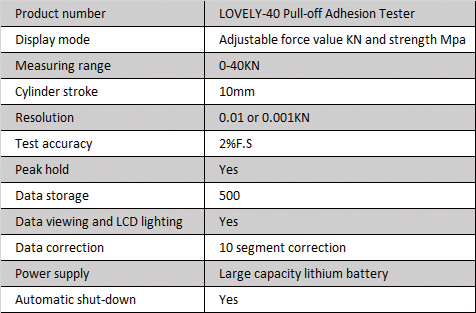 Product number LOVELY-40 Pull-off Adhesion Tester
Display mode Adjustable force value KN and strength Mpa
Measuring range 0-40KN
Cylinder stroke 10mm
Resolution 0.01 or 0.001KN
Test accuracy 2%F.S
Peak hold Yes
Data storage 500
Data viewing and LCD lighting Yes
Data correction 10 segment correction
Power supply Large capacity lithium battery
Automatic shut-down Yes